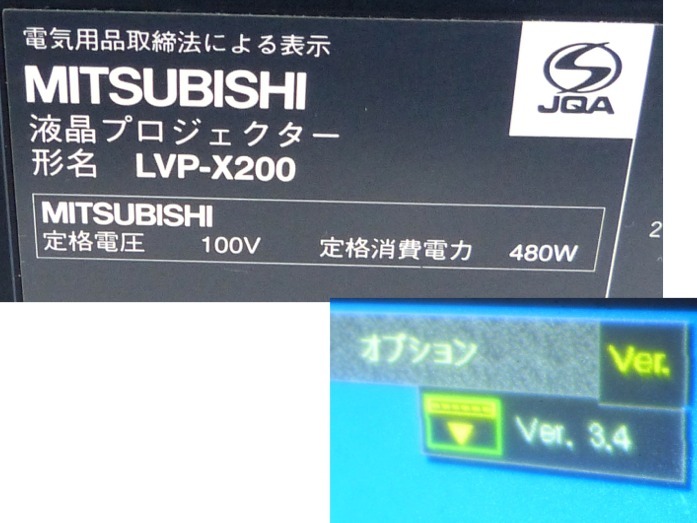 電気用品取締法による表示
MITSUBISHI
JQA
液晶プロジェクター
形名 LVP-X200
MITSUBISHI
定格電圧 100V 定格消費電力 480W
2
オプション Ver.
Ver. 3.4